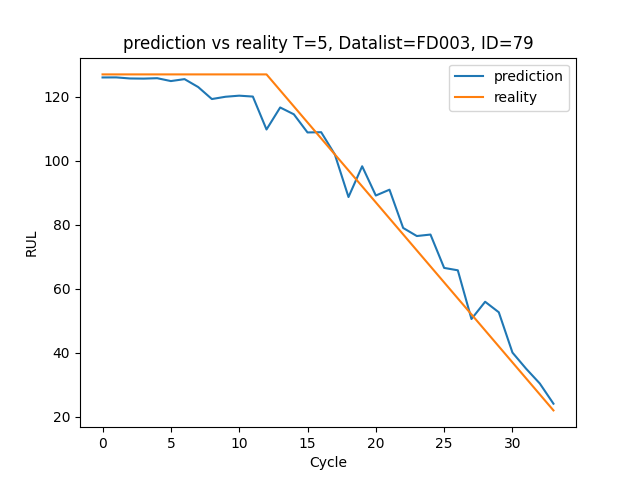 prediction vs reality T=5, Datalist=FD003, ID=79
prediction
reality
RUL
120
100
80
60
40
20
0 5 10 15 20 25 30
Cycle